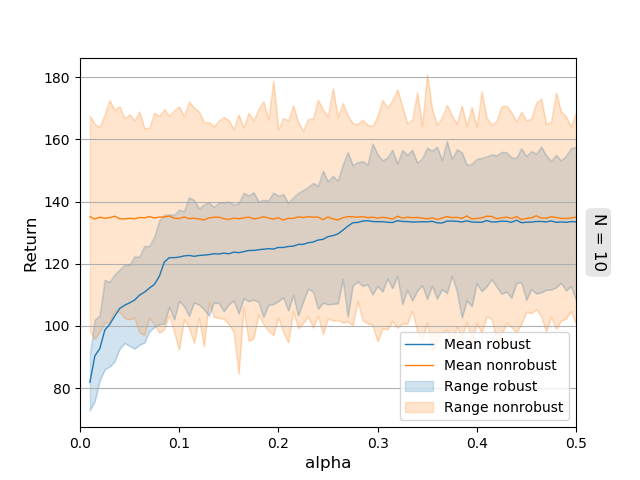 180
160
140
120
100
80
Return
0.0
0.1
0.2
0.3
0.4
0.5
alpha
N = 10
Mean robust
Mean nonrobust
Range robust
Range nonrobust